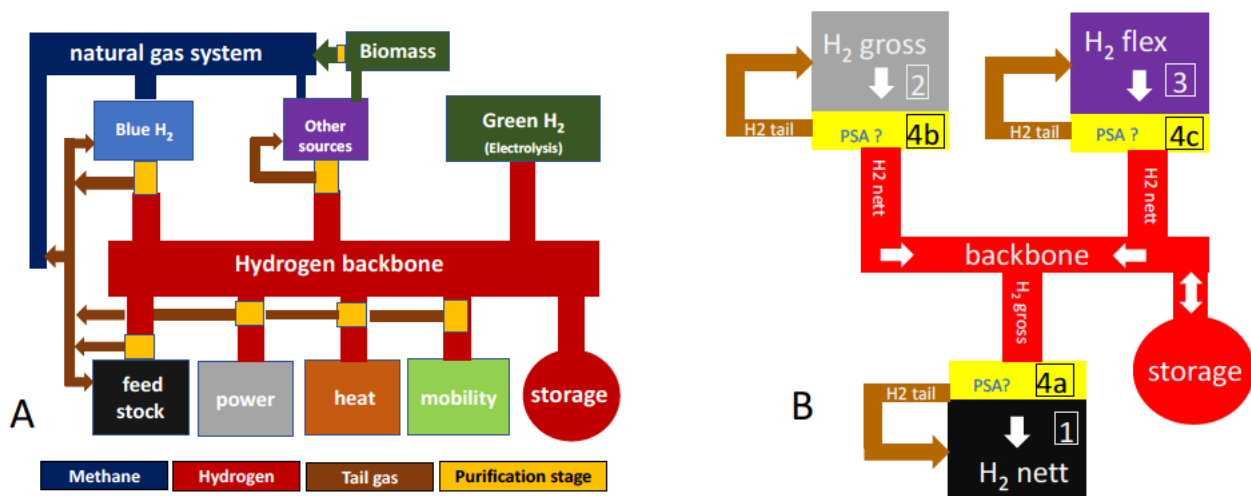 natural gas system
Biomass
Blue H2
Other
sources
Green H2
(Electrolysis)
Hydrogen backbone
feed
stock
power
heat
mobility
storage
A
Methane
Hydrogen
Tail gas
Purification stage
H2 gross
2
H2 tail
PSA ?
4b
H2 nett
H2 flex
3
H2 tail
PSA ?
4c
H2 nett
backbone
H2 gross
storage
PSA?
4a
H2 tail
1
H2 nett
B